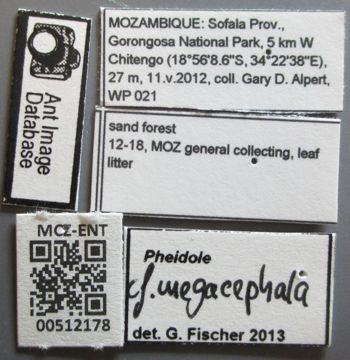 Ant Image
Database
MOZAMBIQUE: Sofala Prov.,
Gorongosa National Park, 5 km W
Chitengo (18°56'8.6"S, 34°22'38"E),
27 m, 11.v.2012, coll. Gary D. Alpert,
WP 021
sand forest
12-18, MOZ general collecting, leaf
litter
MCZ-ENT
00512178
Pheidole
cf. megacephala
det. G. Fischer 2013